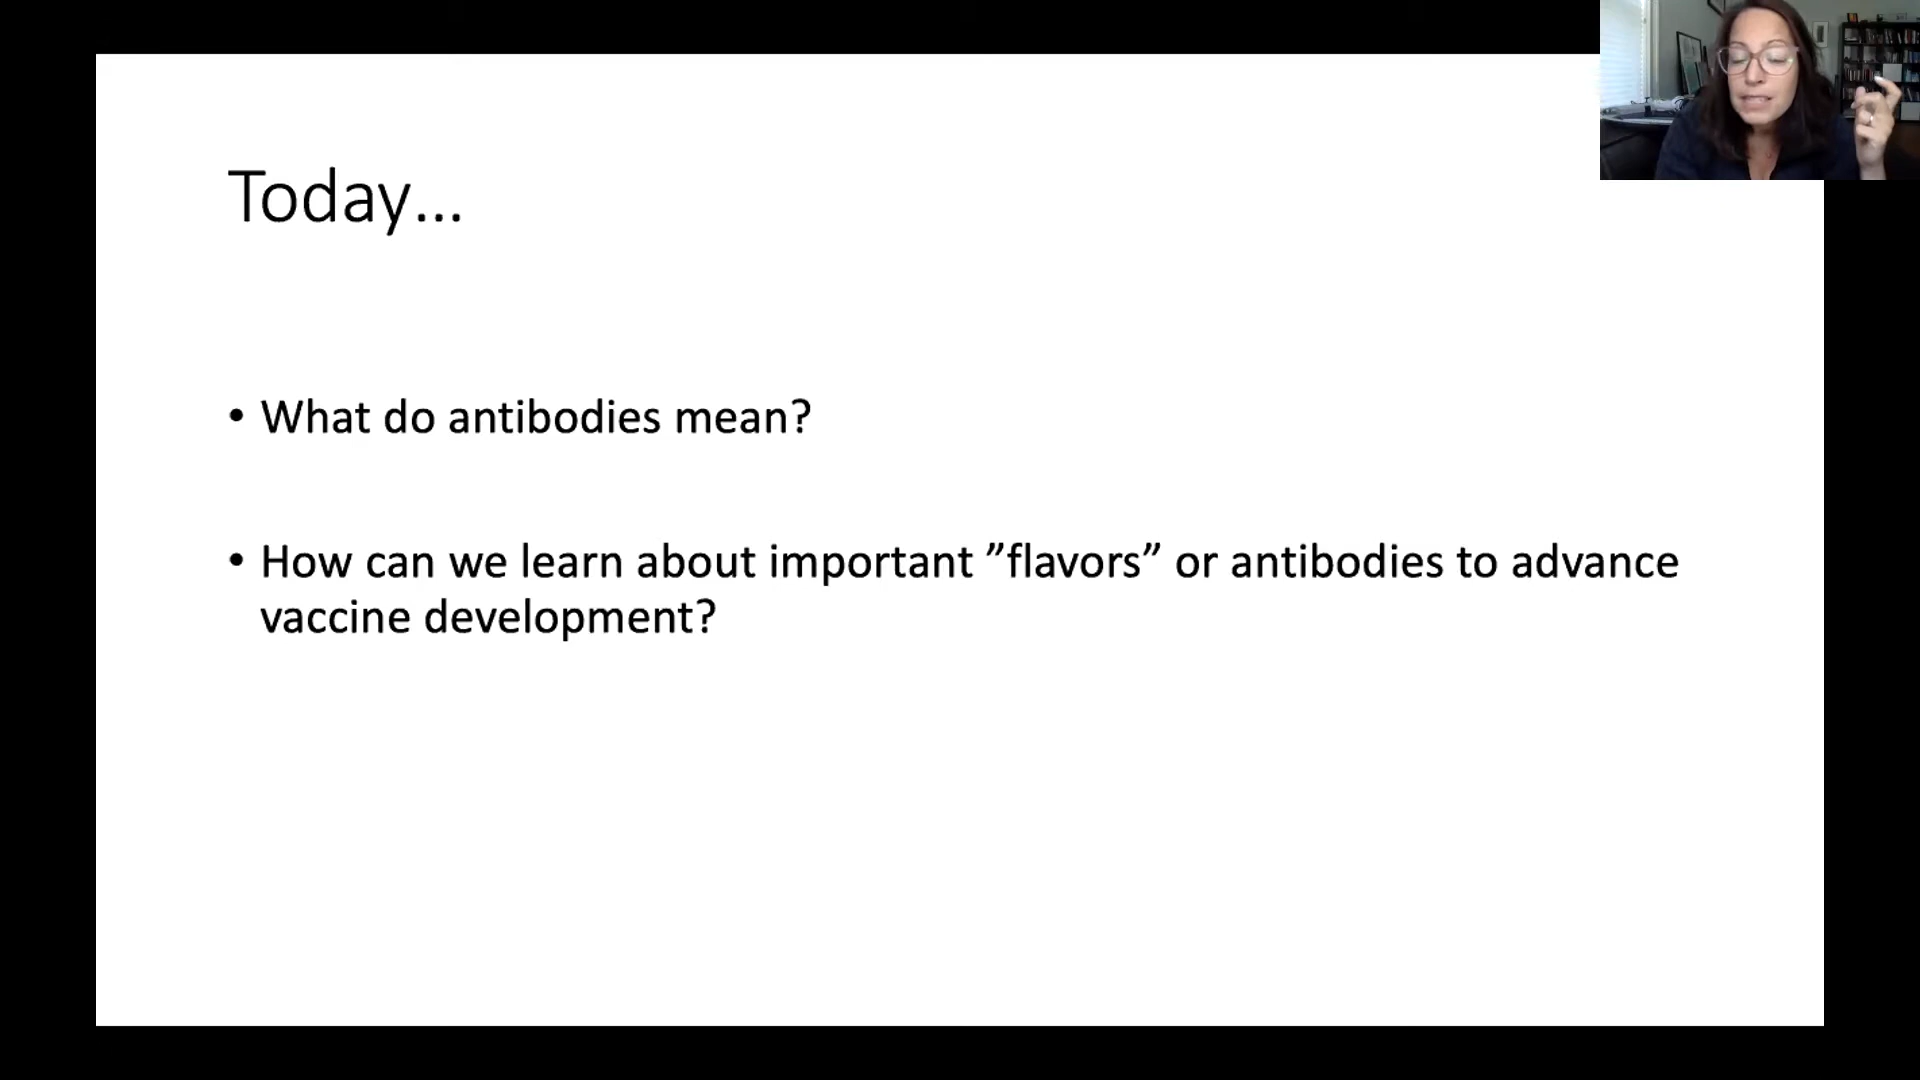 Today...
• What do antibodies mean?
• How can we learn about important ”flavors” or antibodies to advance
vaccine development?